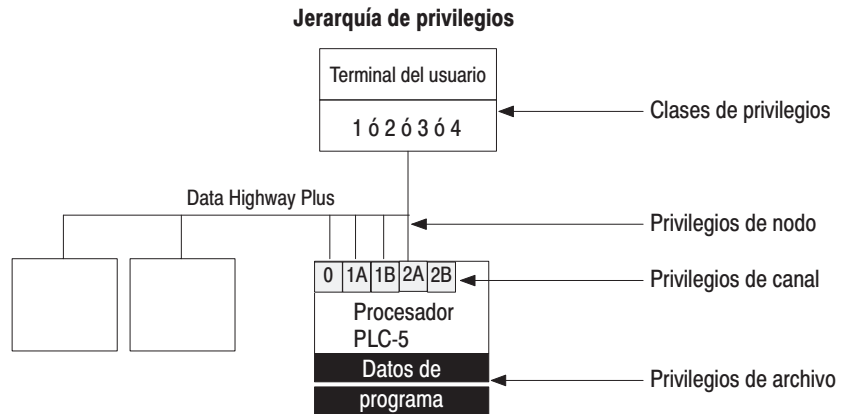 Jerarquía de privilegios
Terminal del usuario
1 ó 2 ó 3 ó 4
Clases de privilegios
Data Highway Plus
Privilegios de nodo
0 1A 1B 2A 2B
Privilegios de canal
Procesador
PLC-5
Datos de
programa
Privilegios de archivo